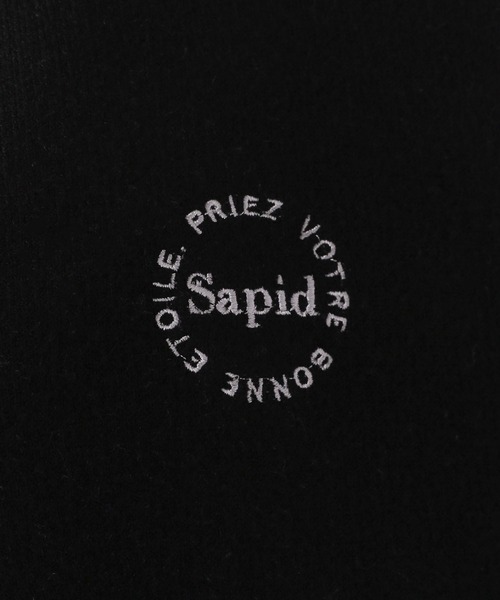 PRIEZ VOTRE BONNE ETOILE.
Sapid